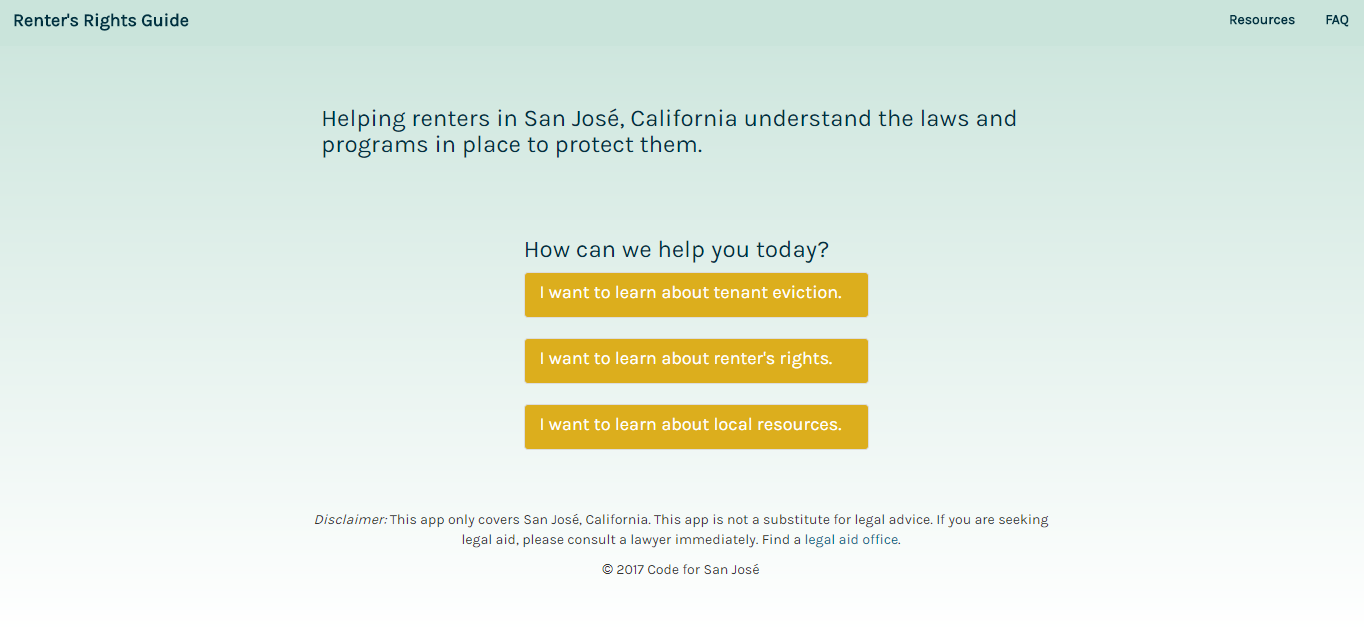 Renter's Rights Guide
Resources
FAQ
Helping renters in San José, California understand the laws and
programs in place to protect them.
How can we help you today?
I want to learn about tenant eviction.
I want to learn about renter's rights.
I want to learn about local resources.
Disclaimer: This app only covers San José, California. This app is not a substitute for legal advice. If you are seeking
legal aid, please consult a lawyer immediately. Find a legal aid office.
© 2017 Code for San José